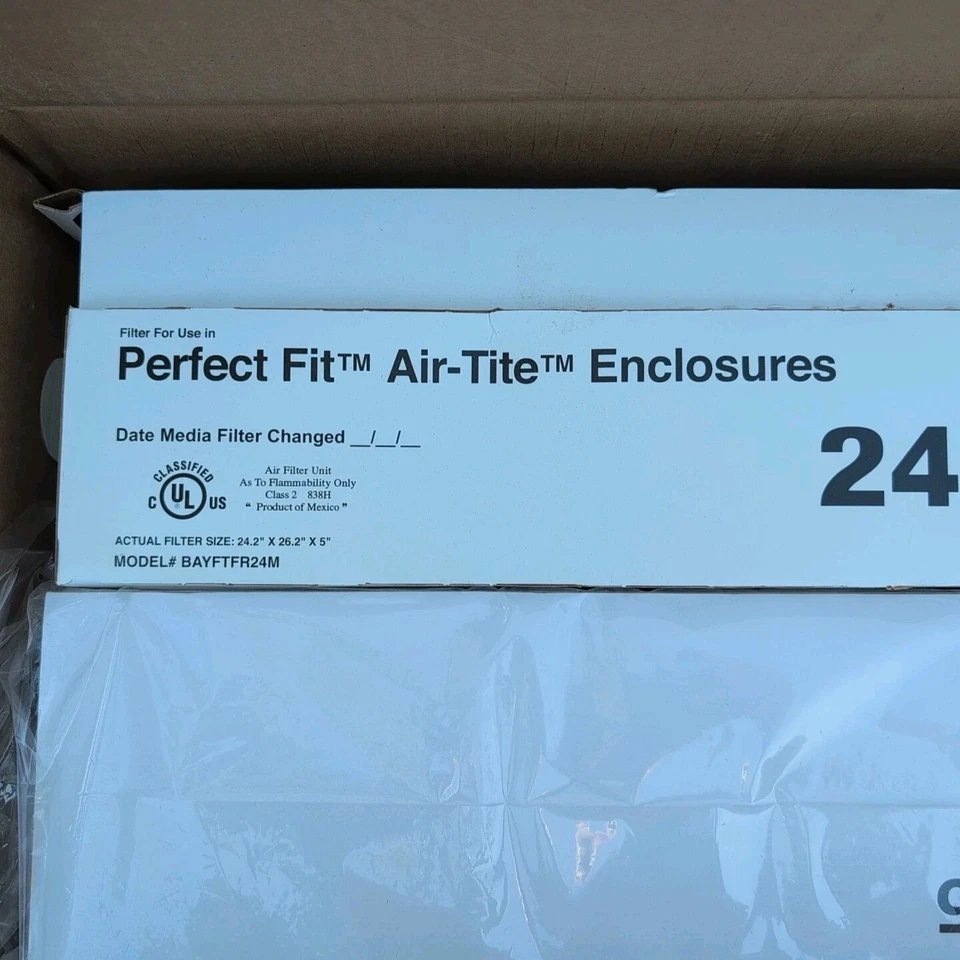 Filter For Use in
Perfect Fit™ Air-Tite™ Enclosures
Date Media Filter Changed __/__/__
24
CLASSIFIED
C UL® US
Air Filter Unit
As To Flammability Only
Class 2 838H
“ Product of Mexico ”
ACTUAL FILTER SIZE: 24.2" X 26.2" X 5"
MODEL# BAYFTFR24M